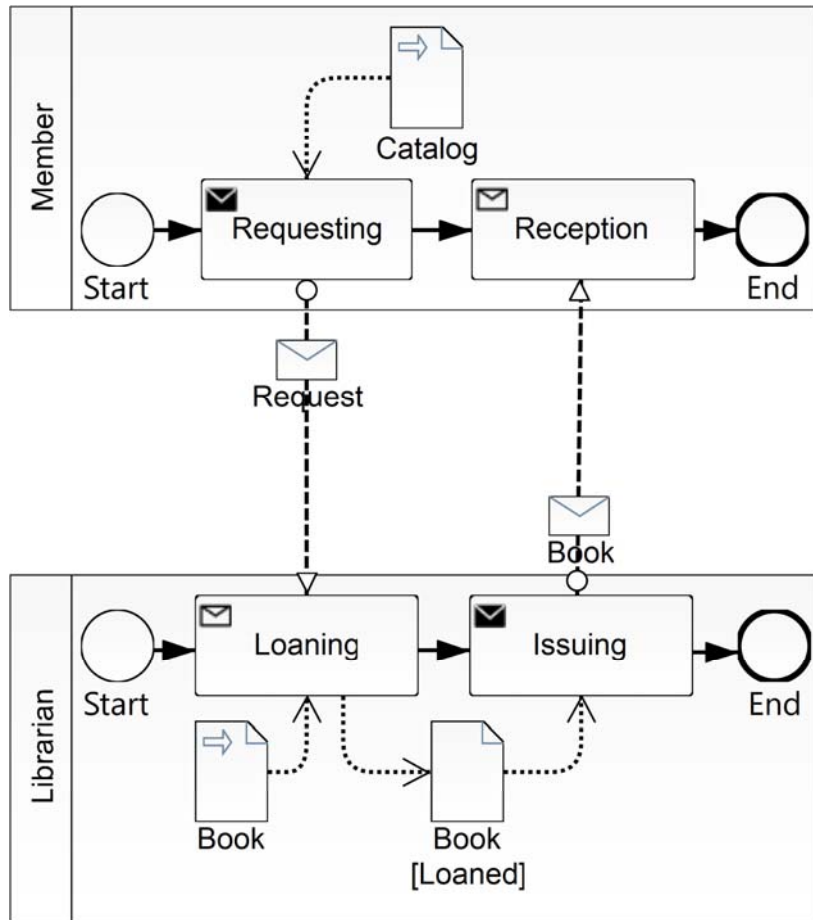 Member
Catalog
Requesting
Reception
Start
End
Request
Book
Librarian
Loaning
Issuing
Start
End
Book
Book
[Loaned]